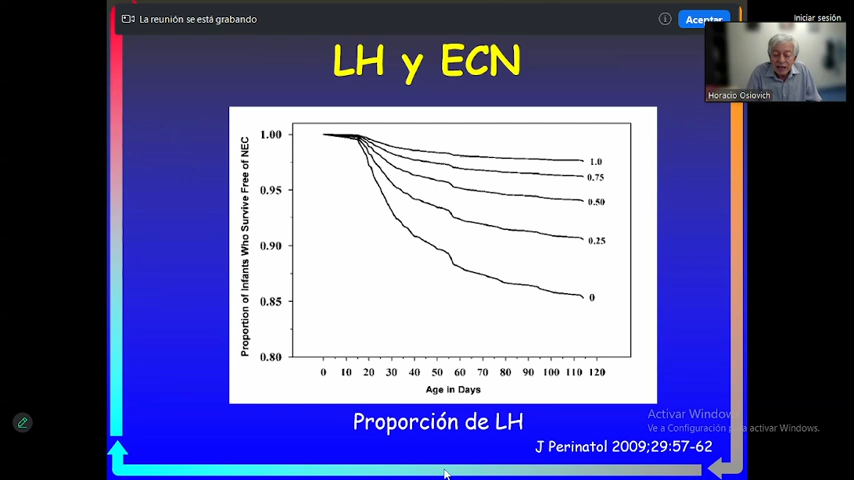 La reunión se está grabando
Aceptar
Iniciar sesión
Horacio Osiovich
LH y ECN
Proportion of Infants Who Survive Free of NEC
1.00
0.95
0.90
0.85
0.80
1.0
0.75
0.50
0.25
0
0 10 20 30 40 50 60 70 80 90 100 110 120
Age in Days
Proporción de LH
J Perinatol 2009;29:57-62
Activar Windows
Ve a Configuración para activar Windows.